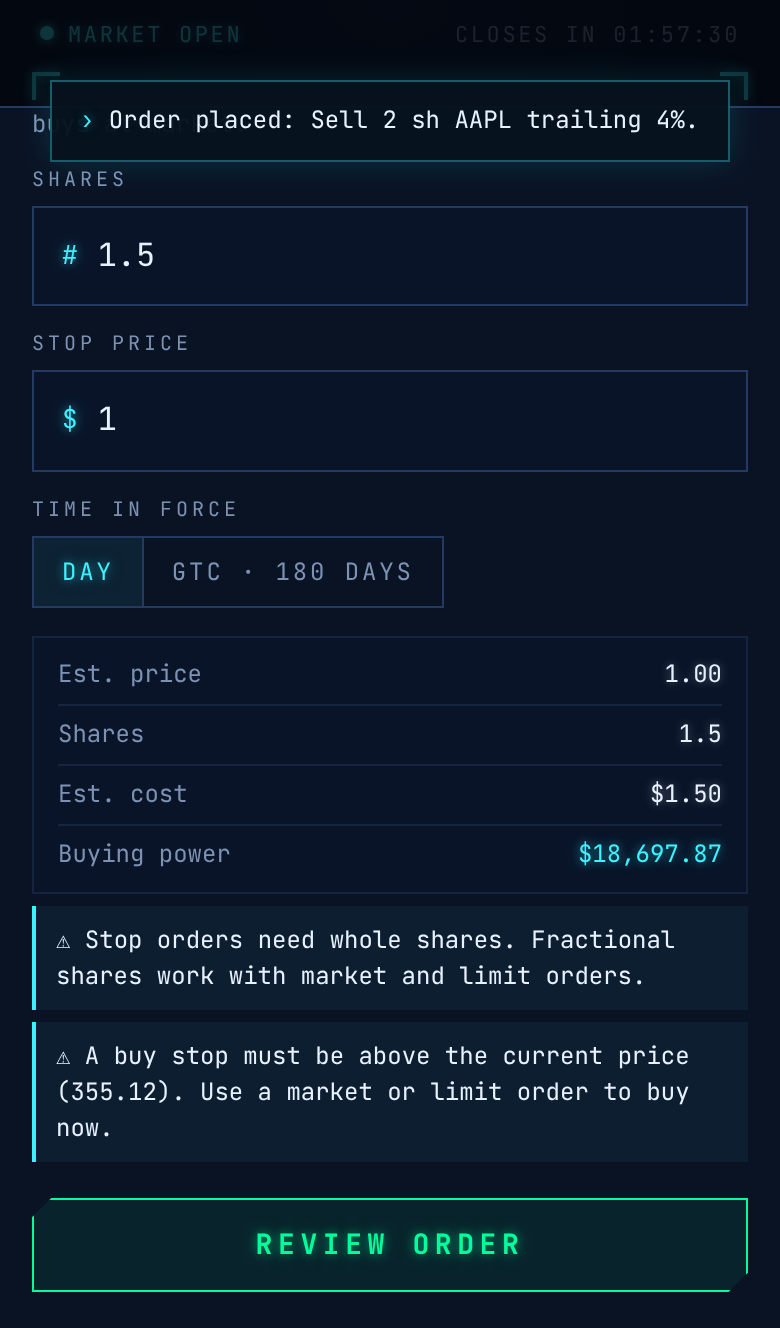 MARKET OPEN
CLOSES IN 01:57:30
› Order placed: Sell 2 sh AAPL trailing 4%.
SHARES
# 1.5
STOP PRICE
$ 1
TIME IN FORCE
DAY
GTC · 180 DAYS
Est. price 1.00
Shares 1.5
Est. cost $1.50
Buying power $18,697.87
⚠ Stop orders need whole shares. Fractional
shares work with market and limit orders.
⚠ A buy stop must be above the current price
(355.12). Use a market or limit order to buy
now.
REVIEW ORDER